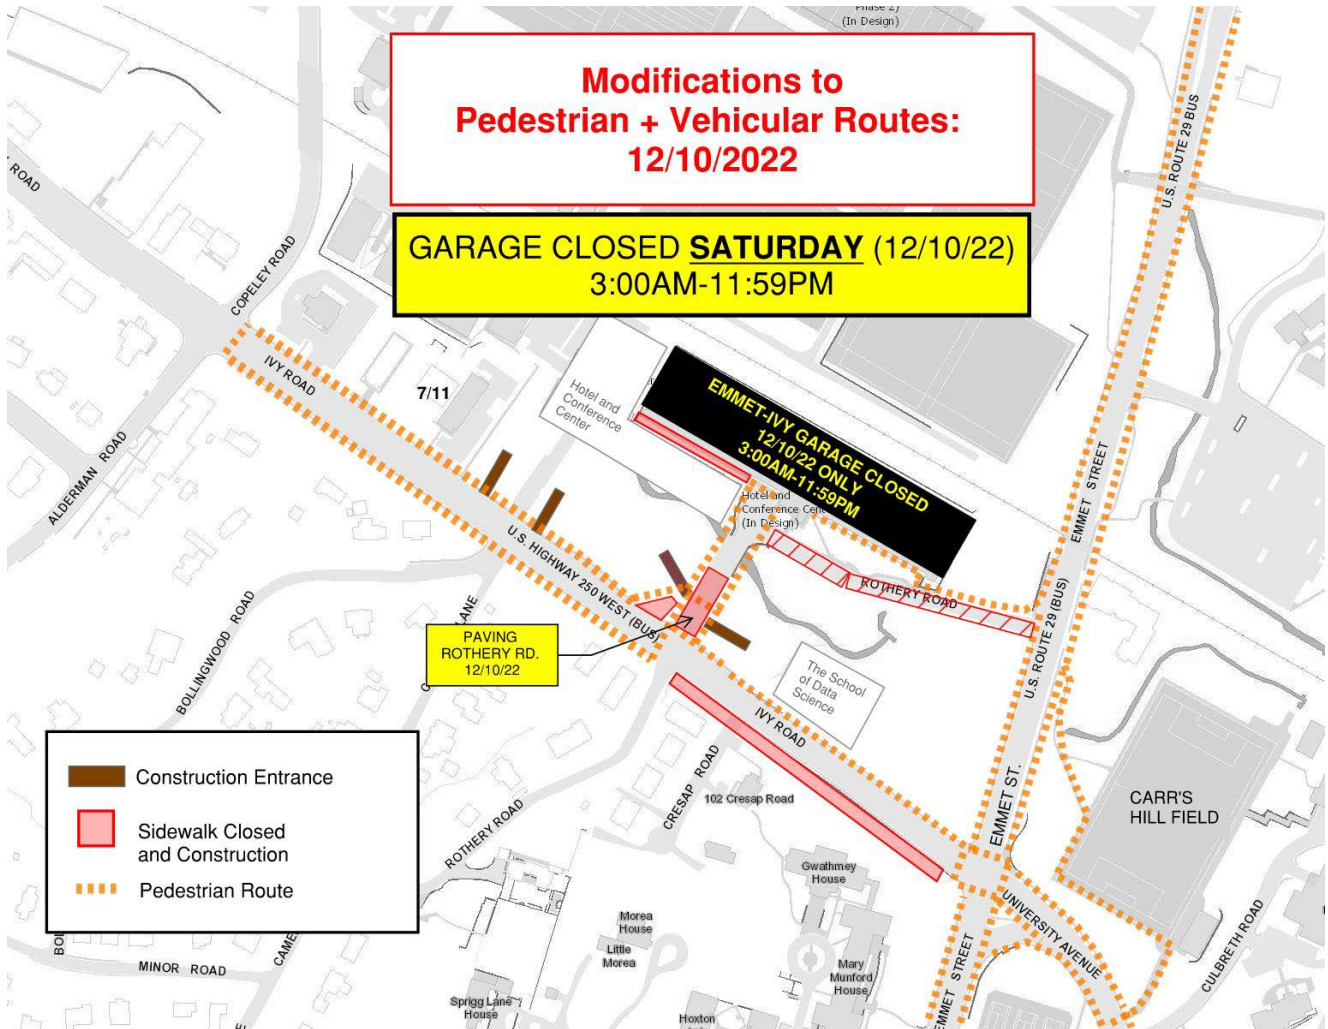 Phase 2)
(In Design)
Modifications to
Pedestrian + Vehicular Routes:
12/10/2022
GARAGE CLOSED SATURDAY (12/10/22)
3:00AM-11:59PM
U.S. ROUTE 29 BUS
ROAD
COPELEY ROAD
IVY ROAD
7/11
Hotel and
Conference
Center
EMMET-IVY GARAGE CLOSED
12/10/22 ONLY
3:00AM-11:59PM
Hotel and
Conference Cent
(In Design)
ALDERMAN ROAD
EMMET STREET
U.S. HIGHWAY 250 WEST (BUS)
ROTHERY ROAD
U.S. ROUTE 29 (BUS)
BOLLINGWOOD ROAD
LANE
PAVING
ROTHERY RD.
12/10/22
The School
of Data
Science
IVY ROAD
CRESAP ROAD
102 Cresap Road
EMMET ST.
CARR'S
HILL FIELD
Construction Entrance
Sidewalk Closed
and Construction
Pedestrian Route
ROTHERY ROAD
Gwathmey
House
UNIVERSITY AVENUE
CULBRETH ROAD
Morea
House
Little
Morea
Mary
Munford
House
EMMET STREET
BOL
MINOR ROAD
CAME
Sprigg Lane
House
Hoxton